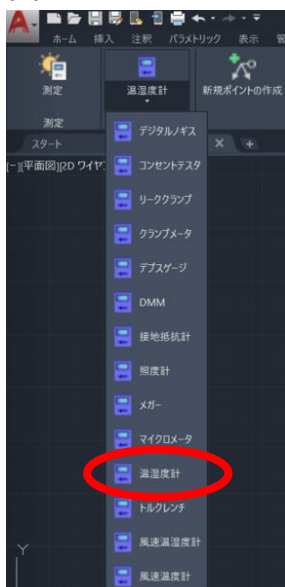 A
ホーム 挿入 注釈 パラメトリック 表示 管
測定 温湿度計 新規ポイントの作成
測定
スタート
デジタルノギス
[-][平面図][2D ワイヤ
コンセントテスタ
リーククランプ
クランプメータ
デプスゲージ
DMM
接地抵抗計
照度計
メガー
マイクロメータ
温湿度計
トルクレンチ
風速温湿度計
風速温度計
Y